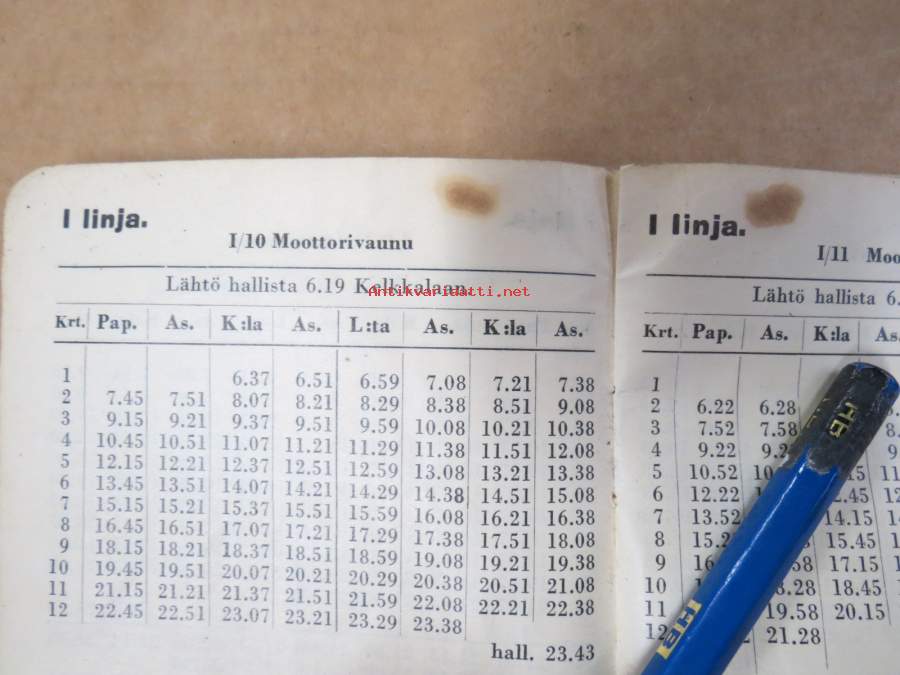 I linja.
I/10 Moottorivaunu
Lähtö hallista 6.19
Antikvariaatti.net
Krt. Pap. As. K:la As. L:ta As. K:la As.
1 6.37 6.51 6.59 7.08 7.21 7.38
2 7.45 7.51 8.07 8.21 8.29 8.38 8.51 9.08
3 9.15 9.21 9.37 9.51 9.59 10.08 10.21 10.38
4 10.45 10.51 11.07 11.21 11.29 11.38 11.51 12.08
5 12.15 12.21 12.37 12.51 12.59 13.08 13.21 13.38
6 13.45 13.51 14.07 14.21 14.29 14.38 14.51 15.08
7 15.15 15.21 15.37 15.51 15.59 16.08 16.21 16.38
8 16.45 16.51 17.07 17.21 17.29 17.38 17.51 18.08
9 18.15 18.21 18.37 18.51 18.59 19.08 19.21 19.38
10 19.45 19.51 20.07 20.21 20.29 20.38 20.51 21.08
11 21.15 21.21 21.37 21.51 21.59 22.08 22.21 22.38
12 22.45 22.51 23.07 23.21 23.29 23.38
hall. 23.43
I linja.
I/11
Lähtö hallista
Krt. Pap. As. K:la As.
1
2 6.22 6.28
3 7.52 7.58
4 9.22
5 10.52
6 12.22
7 13.52 14.15
8 15.45
9 17.15
10 18.45
11 19.58 20.15
12 21.28
HB
HB